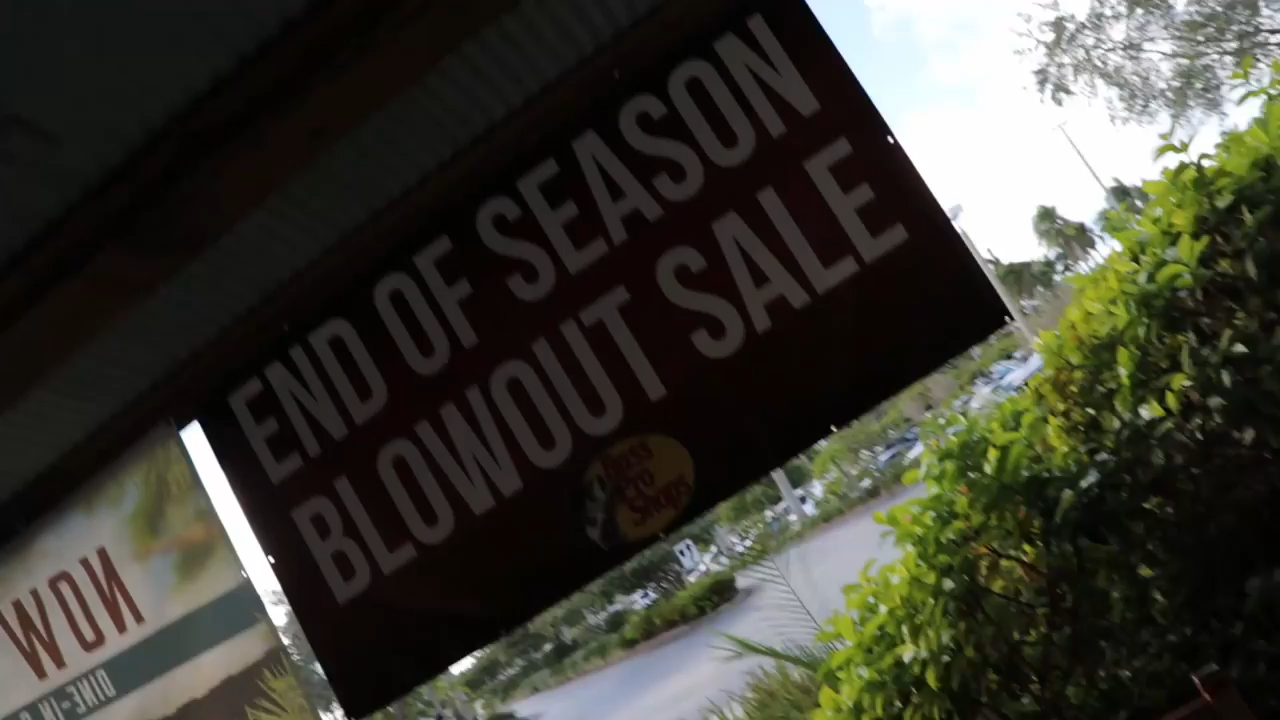 END OF SEASON
BLOWOUT SALE
Bass
Pro
Shops
NOW
DINE-IN